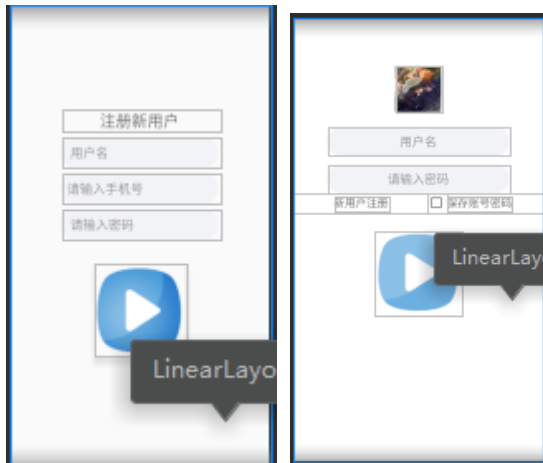 注册新用户
用户名
请输入手机号
请输入密码
LinearLayo
用户名
请输入密码
新用户注册
保存账号密码
LinearLay